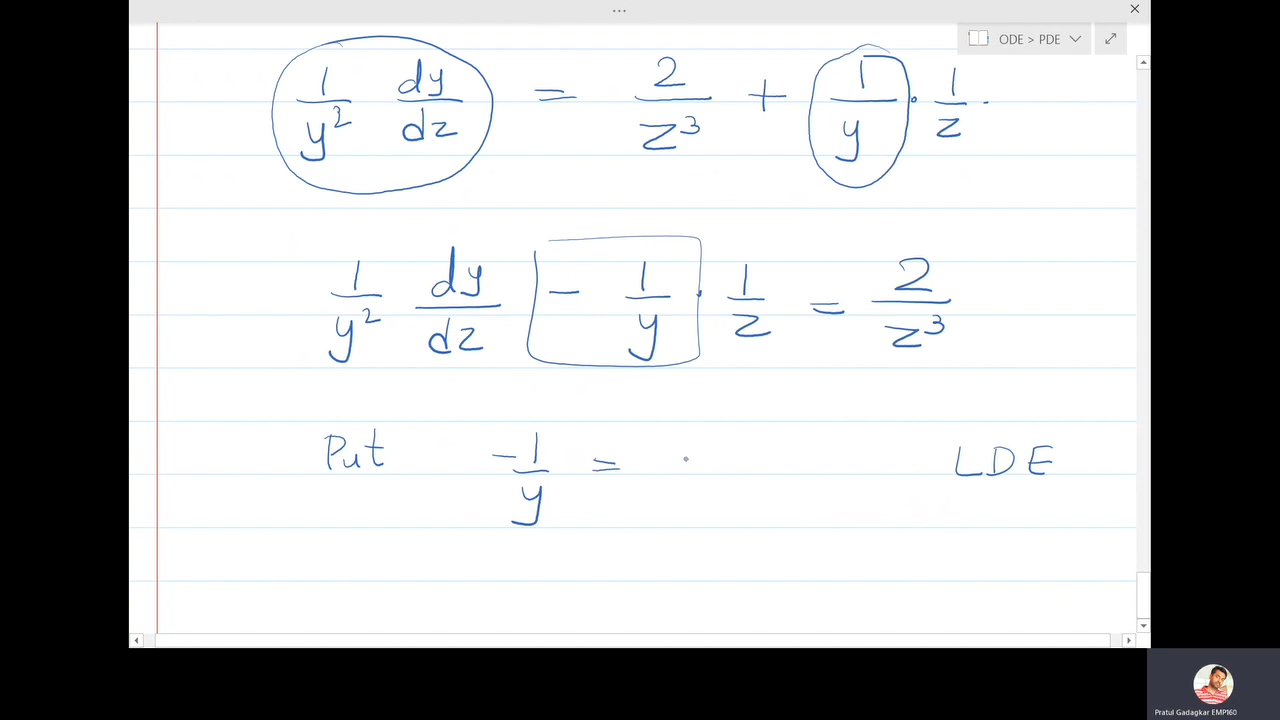 ODE > PDE
1/y² dy/dz = 2/z³ + 1/y · 1/z .
1/y² dy/dz - 1/y · 1/z = 2/z³
Put -1/y = LDE
Pratul Gadagkar EMP160